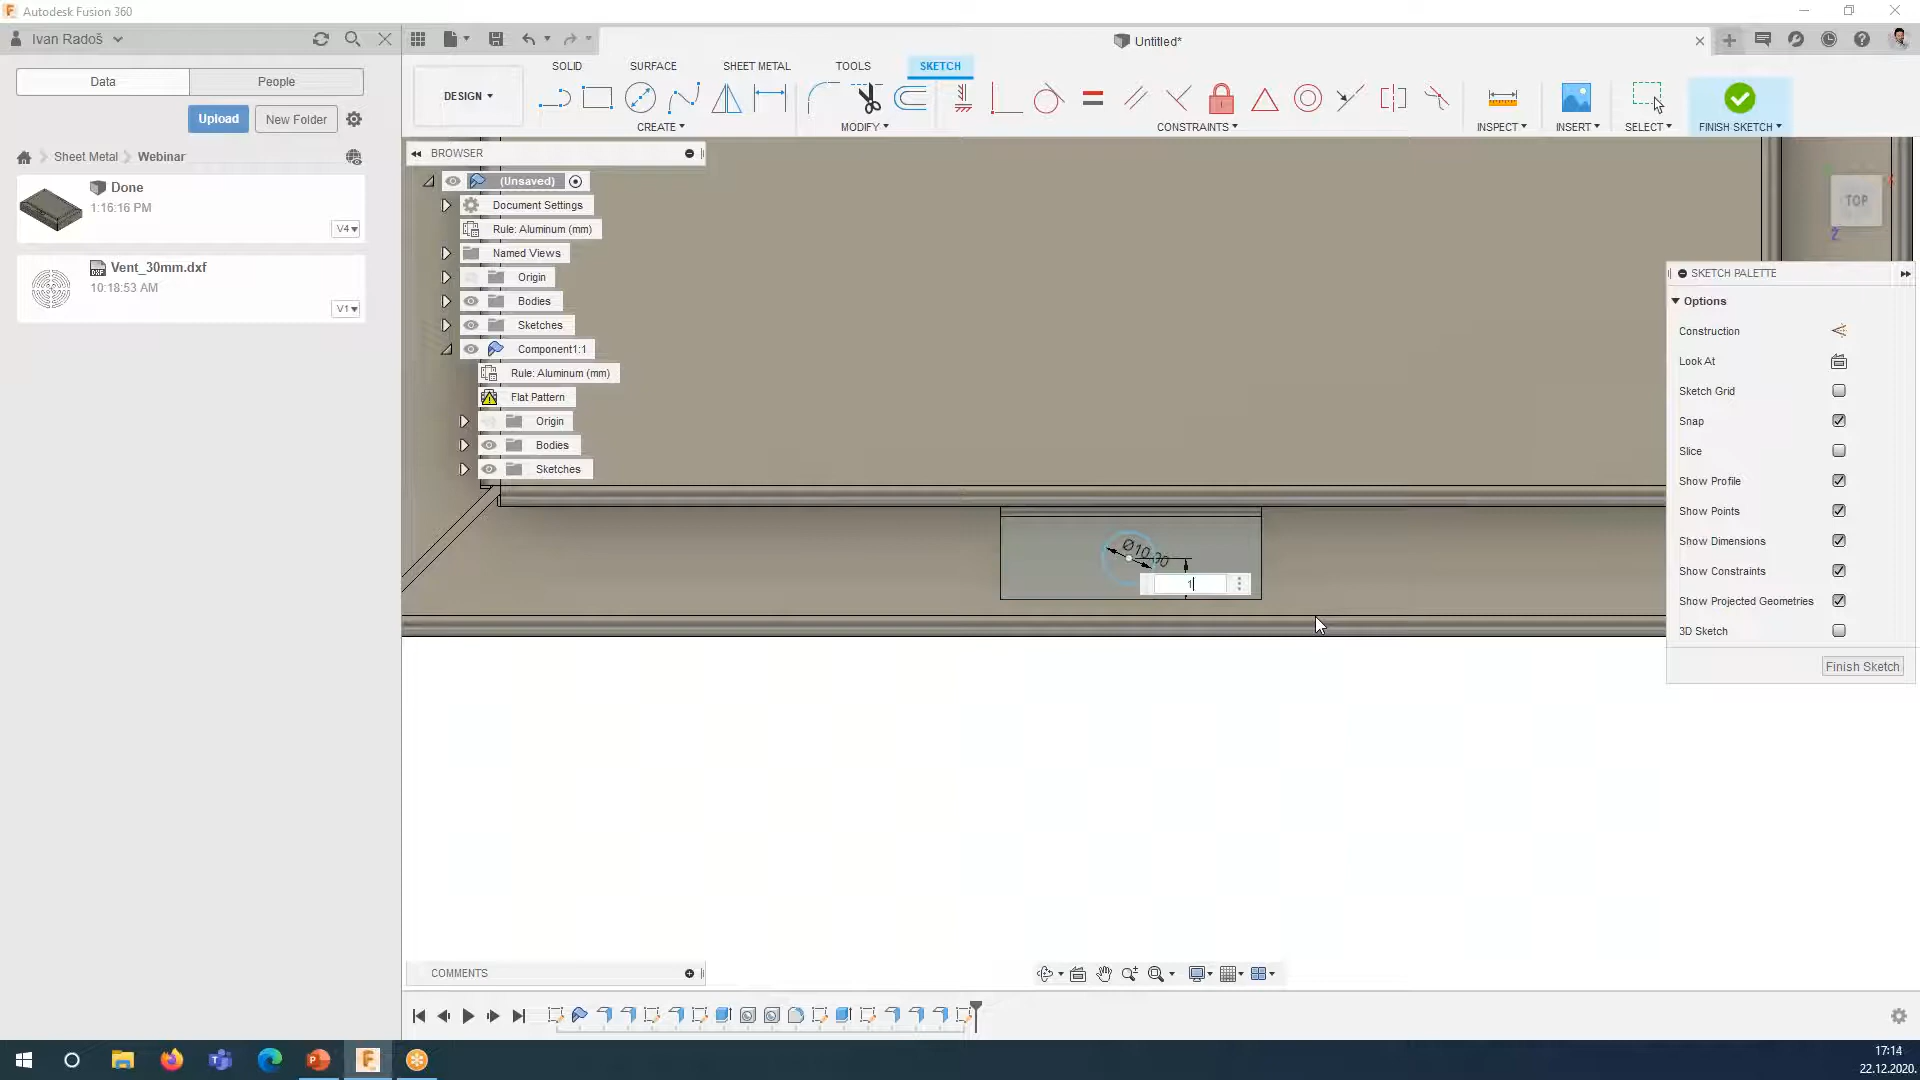 Autodesk Fusion 360
Ivan Radoš
Untitled*
Data
People
Upload
New Folder
Sheet Metal
Webinar
Done
1:16:16 PM
V4
DXF
Vent_30mm.dxf
10:18:53 AM
V1
DESIGN
SOLID
SURFACE
SHEET METAL
TOOLS
SKETCH
CREATE
MODIFY
CONSTRAINTS
INSPECT
INSERT
SELECT
FINISH SKETCH
BROWSER
(Unsaved)
Document Settings
Rule: Aluminum (mm)
Named Views
Origin
Bodies
Sketches
Component1:1
Rule: Aluminum (mm)
Flat Pattern
Origin
Bodies
Sketches
TOP
Z
Ø10.00
1
SKETCH PALETTE
Options
Construction
Look At
Sketch Grid
Snap
Slice
Show Profile
Show Points
Show Dimensions
Show Constraints
Show Projected Geometries
3D Sketch
Finish Sketch
COMMENTS
17:14
22.12.2020.